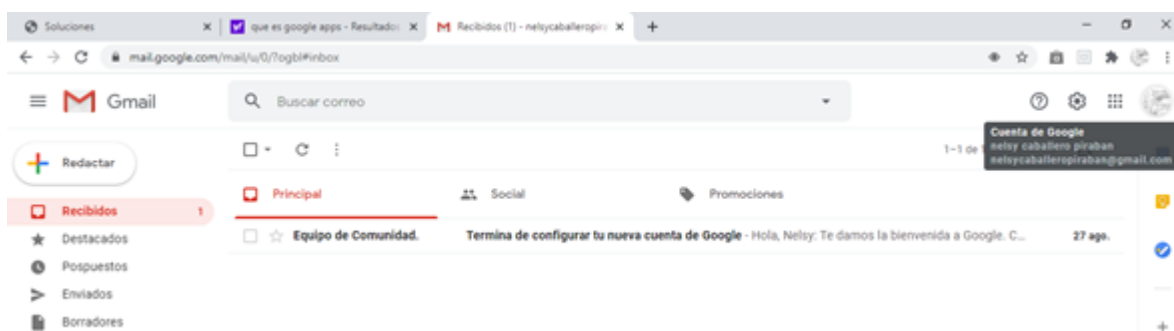 Soluciones
que es google apps - Resultados
Recibidos (1) - nelsycaballeropira
mail.google.com/mail/u/0/?ogbl#inbox
Gmail
Buscar correo
Cuenta de Google
nelsy caballero piraban
nelsycaballeropiraban@gmail.com
Redactar
1–1 de
Principal
Social
Promociones
Recibidos 1
Equipo de Comunidad. Termina de configurar tu nueva cuenta de Google - Hola, Nelsy: Te damos la bienvenida a Google. C... 27 ago.
Destacados
Pospuestos
Enviados
Borradores